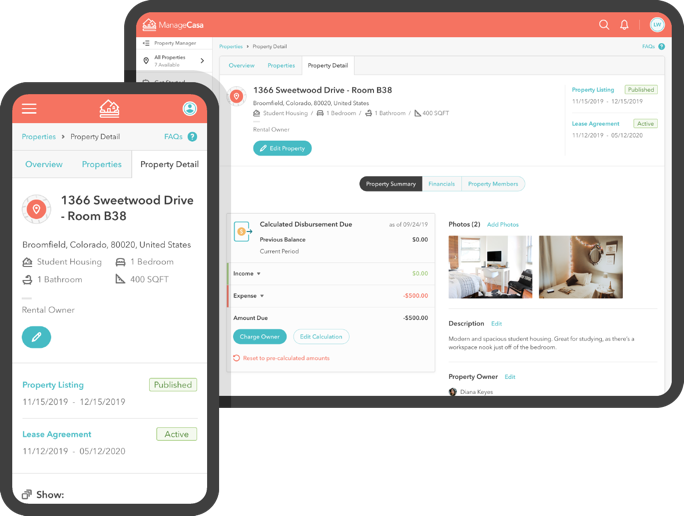 ManageCasa
LW
Property Manager
Properties > Property Detail
FAQs ?
All Properties
7 Available
Overview
Properties
Property Detail
1366 Sweetwood Drive - Room B38
Broomfield, Colorado, 80020, United States
Student Housing / 1 Bedroom / 1 Bathroom / 400 SQFT
Rental Owner
Edit Property
Property Listing
Published
11/15/2019 - 12/15/2019
Lease Agreement
Active
11/12/2019 - 05/12/2020
Property Summary
Financials
Property Members
Calculated Disbursement Due
as of 09/24/19
Previous Balance
$0.00
Current Period
Income
$0.00
Expense
-$500.00
Amount Due
-$500.00
Charge Owner
Edit Calculation
Reset to pre-calculated amounts
Photos (2)
Add Photos
Description
Edit
Modern and spacious student housing. Great for studying, as there's a
workspace nook just off of the bedroom.
Property Owner
Edit
Diana Keyes
Properties > Property Detail
FAQs ?
Overview
Properties
Property Detail
1366 Sweetwood Drive
- Room B38
Broomfield, Colorado, 80020, United States
Student Housing
1 Bedroom
1 Bathroom
400 SQFT
Rental Owner
Property Listing
Published
11/15/2019 - 12/15/2019
Lease Agreement
Active
11/12/2019 - 05/12/2020
Show: